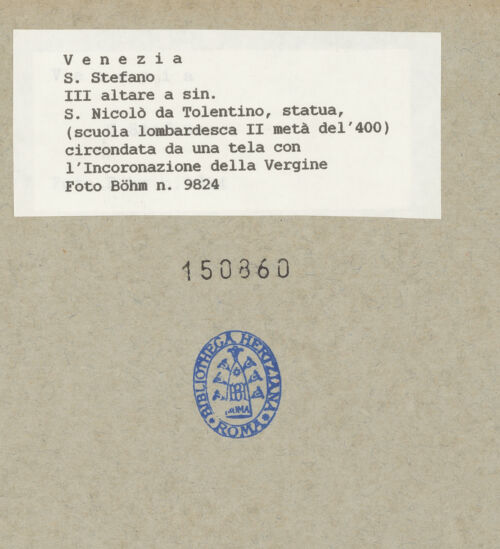 V e n e z i a
S. Stefano
III altare a sin.
S. Nicolò da Tolentino, statua,
(scuola lombardesca II metà del'400)
circondata da una tela con
l'Incoronazione della Vergine
Foto Böhm n. 9824
150860
BIBLIOTHECA HERTZIANA
ROMA